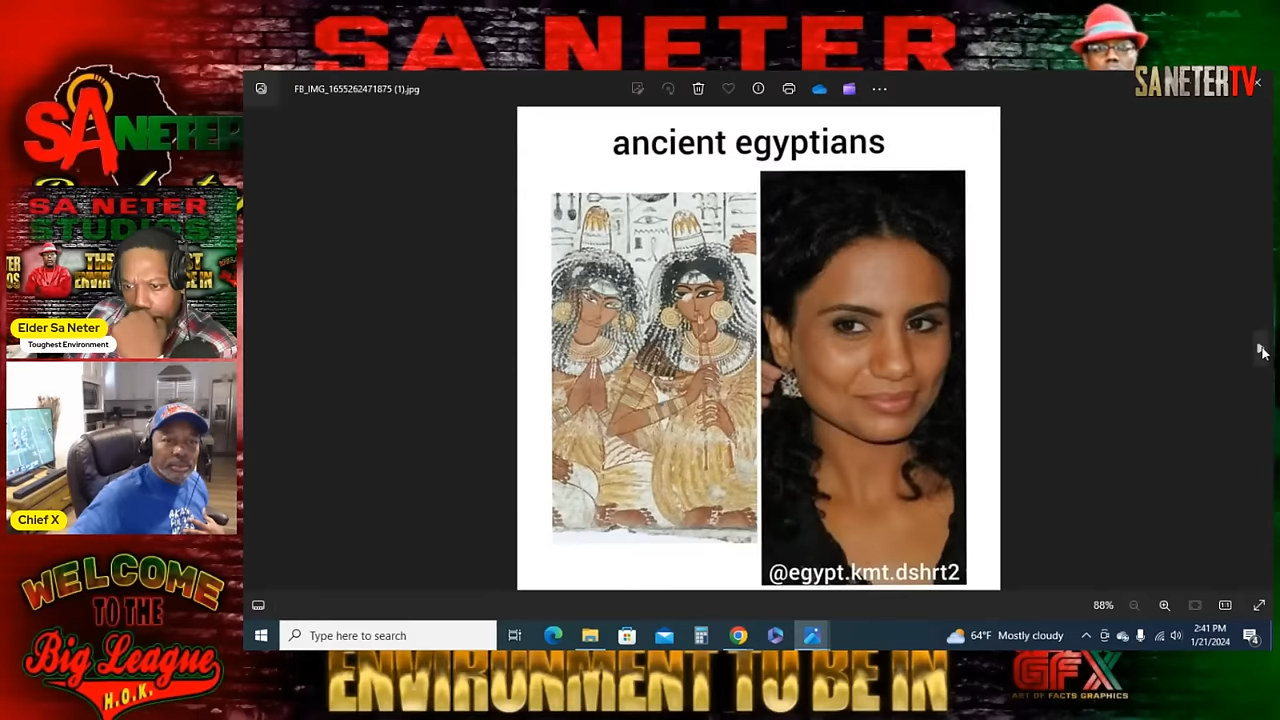 SA NETER
SANETERTV
SA NETER
FB_IMG_1655262471875 (1).jpg
ancient egyptians
@egypt.kmt.dshrt2
SA NETER
STUDIOS
Elder Sa Neter
Toughest Environment
Chief X
WELCOME
TO THE
Big League
H.O.K.
88%
Type here to search
64°F Mostly cloudy
2:41 PM
1/21/2024
4
ENVIRONMENT TO BE IN
GFX
ART OF FACTS GRAPHICS